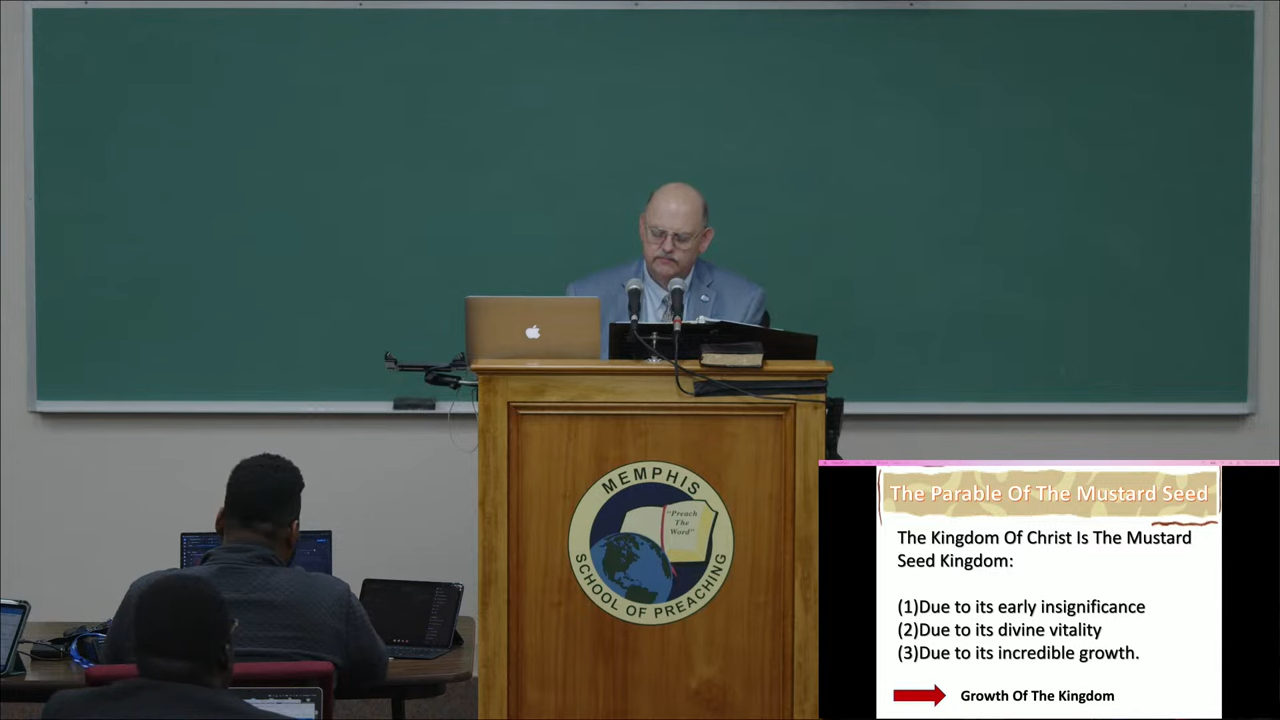 MEMPHIS
"Preach
The
Word"
SCHOOL OF PREACHING
The Parable Of The Mustard Seed
The Kingdom Of Christ Is The Mustard
Seed Kingdom:
(1)Due to its early insignificance
(2)Due to its divine vitality
(3)Due to its incredible growth.
Growth Of The Kingdom